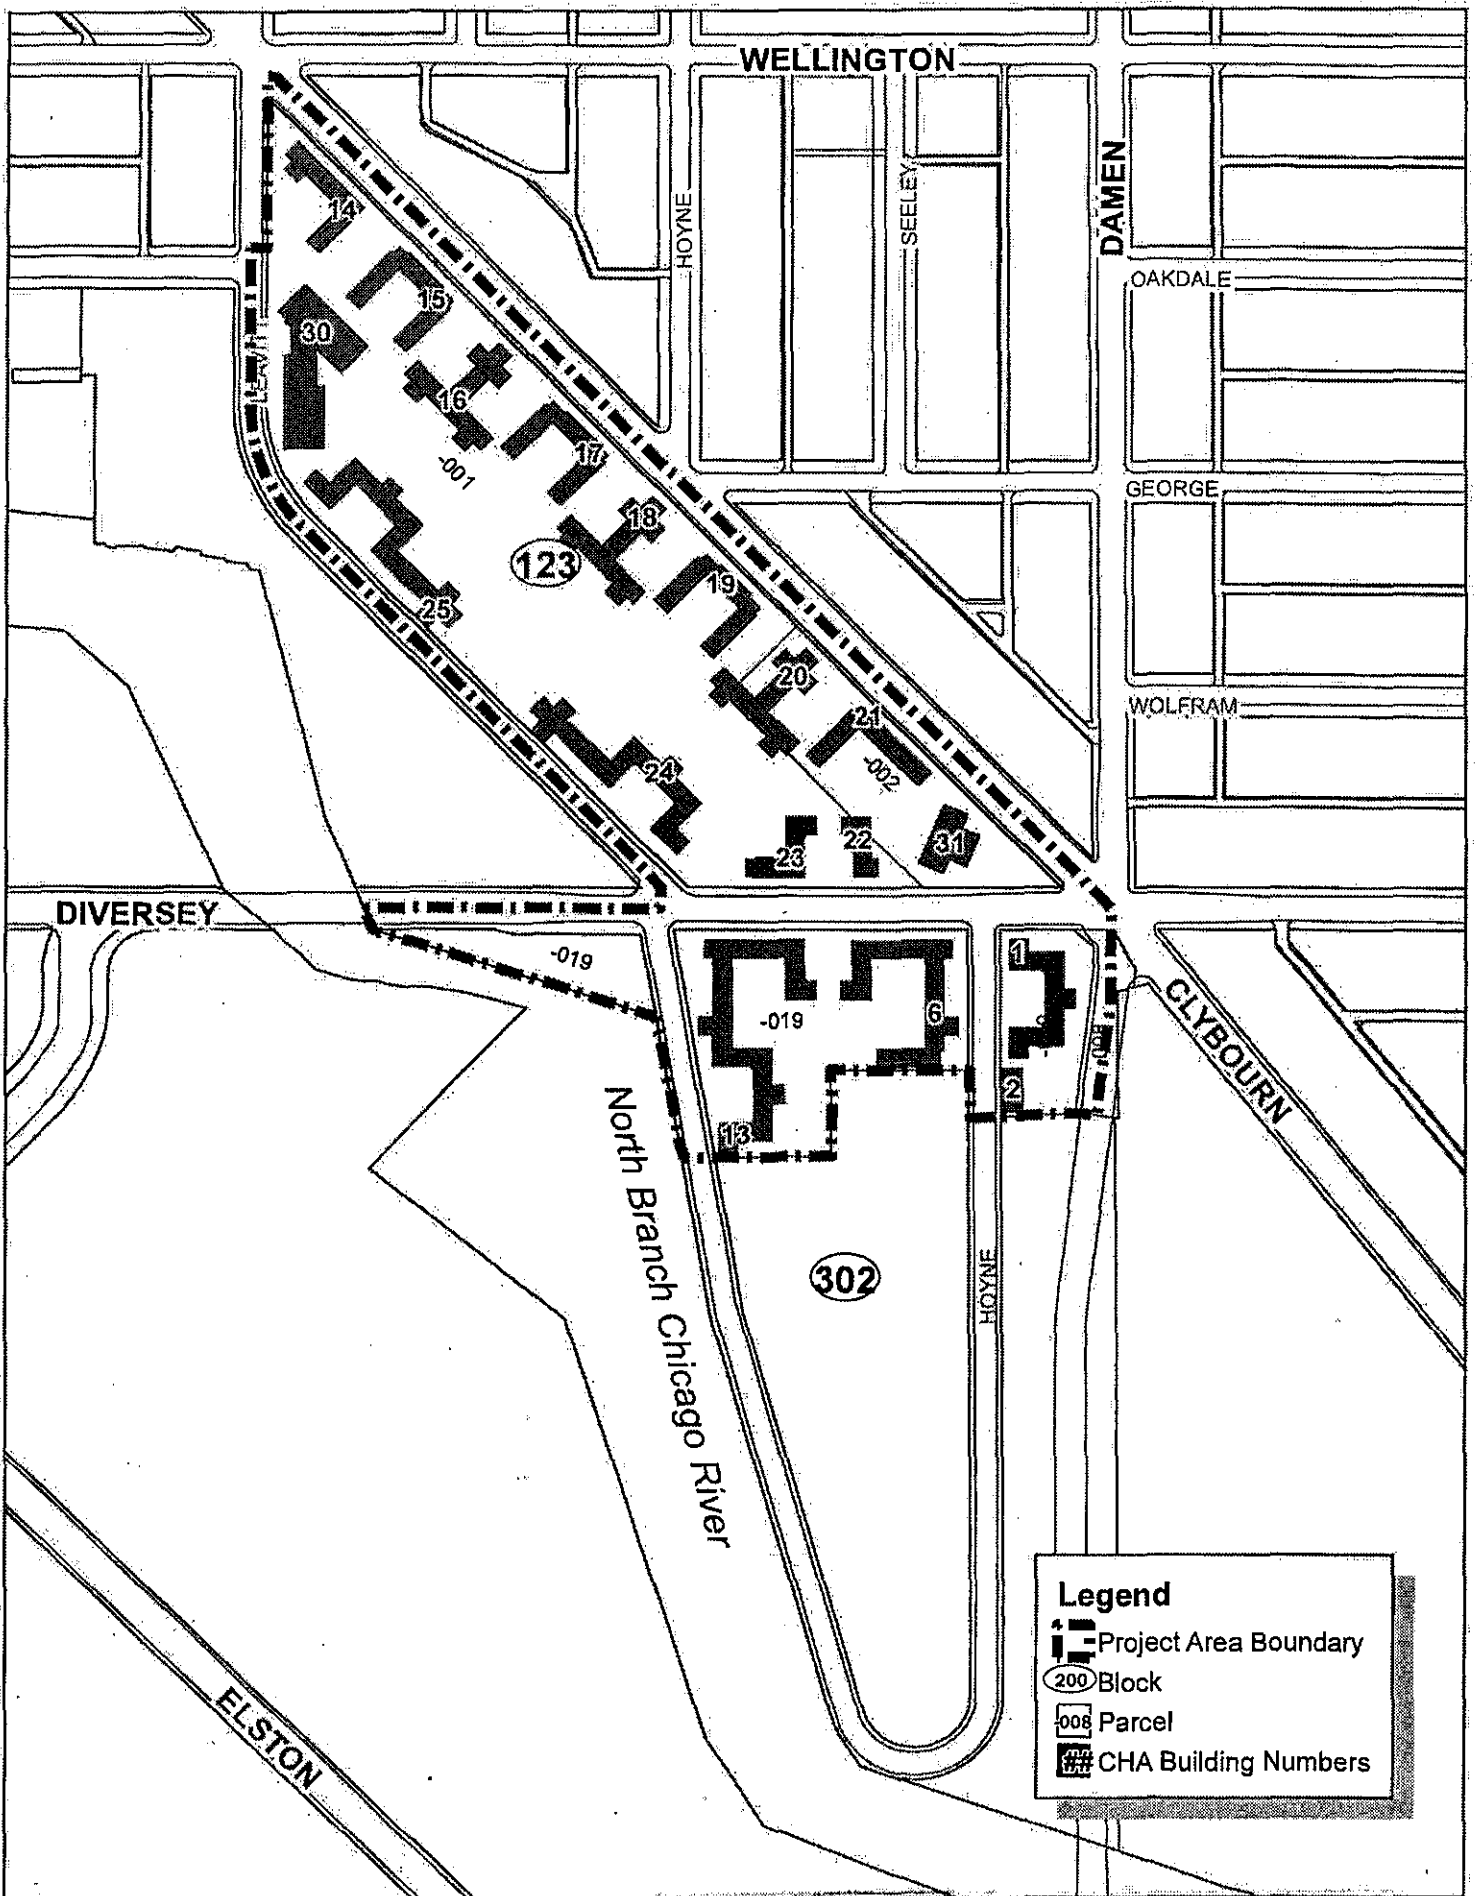 WELLINGTON
DAMEN
HOYNE
SEELEY
OAKDALE
14
15
30
LEAVITT
16
17
-001
GEORGE
18
123
19
25
20
WOLFRAM
21
-002
24
31
22
23
DIVERSEY
-019
1
-019
6
CLYBOURN
2
13
North Branch Chicago River
302
HOYNE
ELSTON
Legend
Project Area Boundary
200 Block
-008 Parcel
## CHA Building Numbers